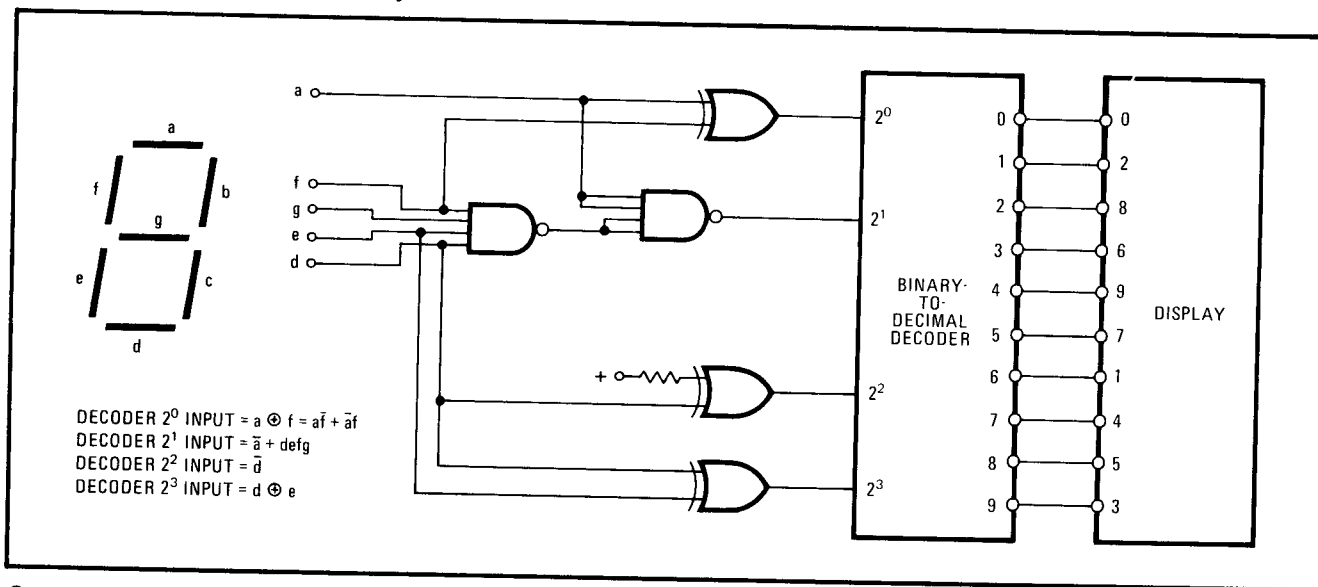 a
f
b
g
e
c
d
a
f
g
e
d
+
2⁰
2¹
2²
2³
BINARY-
TO-
DECIMAL
DECODER
0
1
2
3
4
5
6
7
8
9
0
2
8
6
9
7
1
4
5
3
DISPLAY
DECODER 2⁰ INPUT = a ⊕ f = af̄ + āf
DECODER 2¹ INPUT = ā + defg
DECODER 2² INPUT = d̄
DECODER 2³ INPUT = d ⊕ e